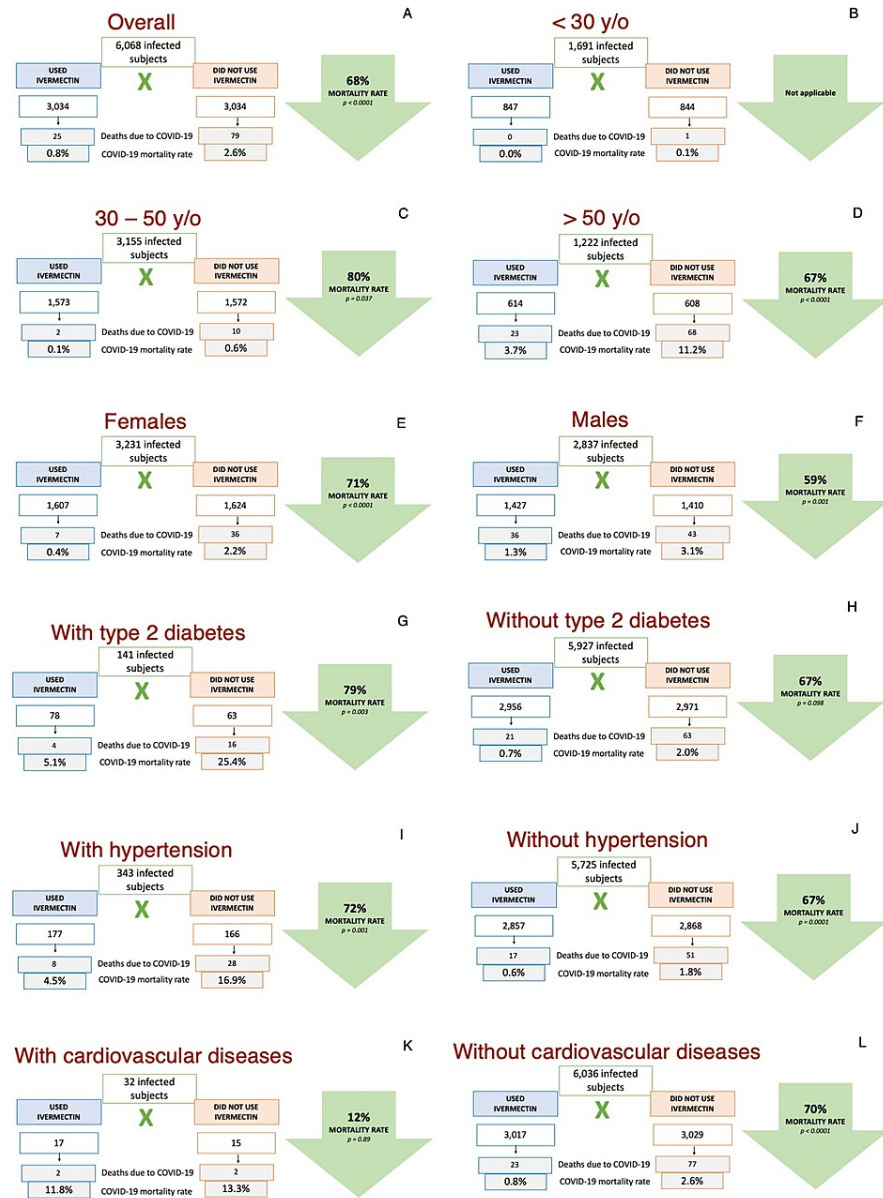 Overall
A
6,068 infected
subjects
USED
IVERMECTIN
X
DID NOT USE
IVERMECTIN
3,034
3,034
25
Deaths due to COVID-19
79
0.8%
COVID-19 mortality rate
2.6%
68%
MORTALITY RATE
p < 0.0001
< 30 y/o
B
1,691 infected
subjects
USED
IVERMECTIN
X
DID NOT USE
IVERMECTIN
847
844
0
Deaths due to COVID-19
1
0.0%
COVID-19 mortality rate
0.1%
Not applicable
30 – 50 y/o
C
3,155 infected
subjects
USED
IVERMECTIN
X
DID NOT USE
IVERMECTIN
1,573
1,572
2
Deaths due to COVID-19
10
0.1%
COVID-19 mortality rate
0.6%
80%
MORTALITY RATE
p = 0.037
> 50 y/o
D
1,222 infected
subjects
USED
IVERMECTIN
X
DID NOT USE
IVERMECTIN
614
608
23
Deaths due to COVID-19
68
3.7%
COVID-19 mortality rate
11.2%
67%
MORTALITY RATE
p < 0.0001
Females
E
3,231 infected
subjects
USED
IVERMECTIN
X
DID NOT USE
IVERMECTIN
1,607
1,624
7
Deaths due to COVID-19
36
0.4%
COVID-19 mortality rate
2.2%
71%
MORTALITY RATE
p < 0.0001
Males
F
2,837 infected
subjects
USED
IVERMECTIN
X
DID NOT USE
IVERMECTIN
1,427
1,410
36
Deaths due to COVID-19
43
1.3%
COVID-19 mortality rate
3.1%
59%
MORTALITY RATE
p = 0.001
With type 2 diabetes
G
141 infected
subjects
USED
IVERMECTIN
X
DID NOT USE
IVERMECTIN
78
63
4
Deaths due to COVID-19
16
5.1%
COVID-19 mortality rate
25.4%
79%
MORTALITY RATE
p = 0.003
Without type 2 diabetes
H
5,927 infected
subjects
USED
IVERMECTIN
X
DID NOT USE
IVERMECTIN
2,956
2,971
21
Deaths due to COVID-19
63
0.7%
COVID-19 mortality rate
2.0%
67%
MORTALITY RATE
p = 0.098
With hypertension
I
343 infected
subjects
USED
IVERMECTIN
X
DID NOT USE
IVERMECTIN
177
166
8
Deaths due to COVID-19
28
4.5%
COVID-19 mortality rate
16.9%
72%
MORTALITY RATE
p = 0.001
Without hypertension
J
5,725 infected
subjects
USED
IVERMECTIN
X
DID NOT USE
IVERMECTIN
2,857
2,868
17
Deaths due to COVID-19
51
0.6%
COVID-19 mortality rate
1.8%
67%
MORTALITY RATE
p = 0.0001
With cardiovascular diseases
K
32 infected
subjects
USED
IVERMECTIN
X
DID NOT USE
IVERMECTIN
17
15
2
Deaths due to COVID-19
2
11.8%
COVID-19 mortality rate
13.3%
12%
MORTALITY RATE
p = 0.89
Without cardiovascular diseases
L
6,036 infected
subjects
USED
IVERMECTIN
X
DID NOT USE
IVERMECTIN
3,017
3,029
23
Deaths due to COVID-19
77
0.8%
COVID-19 mortality rate
2.6%
70%
MORTALITY RATE
p < 0.0001